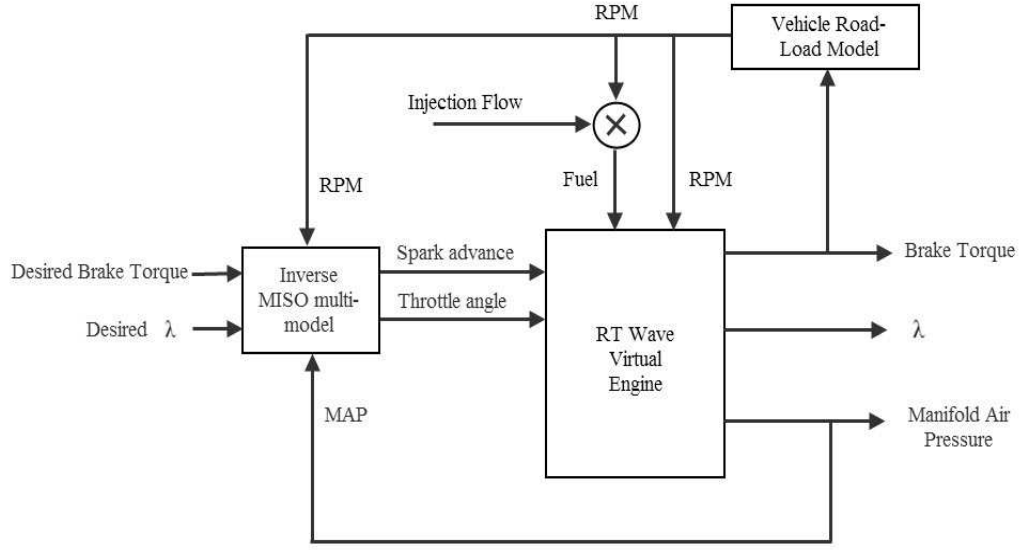 RPM
Vehicle Road-
Load Model
Injection Flow
RPM
Fuel
RPM
Desired Brake Torque
Desired λ
Inverse
MISO multi-
model
Spark advance
Throttle angle
RT Wave
Virtual
Engine
Brake Torque
λ
MAP
Manifold Air
Pressure